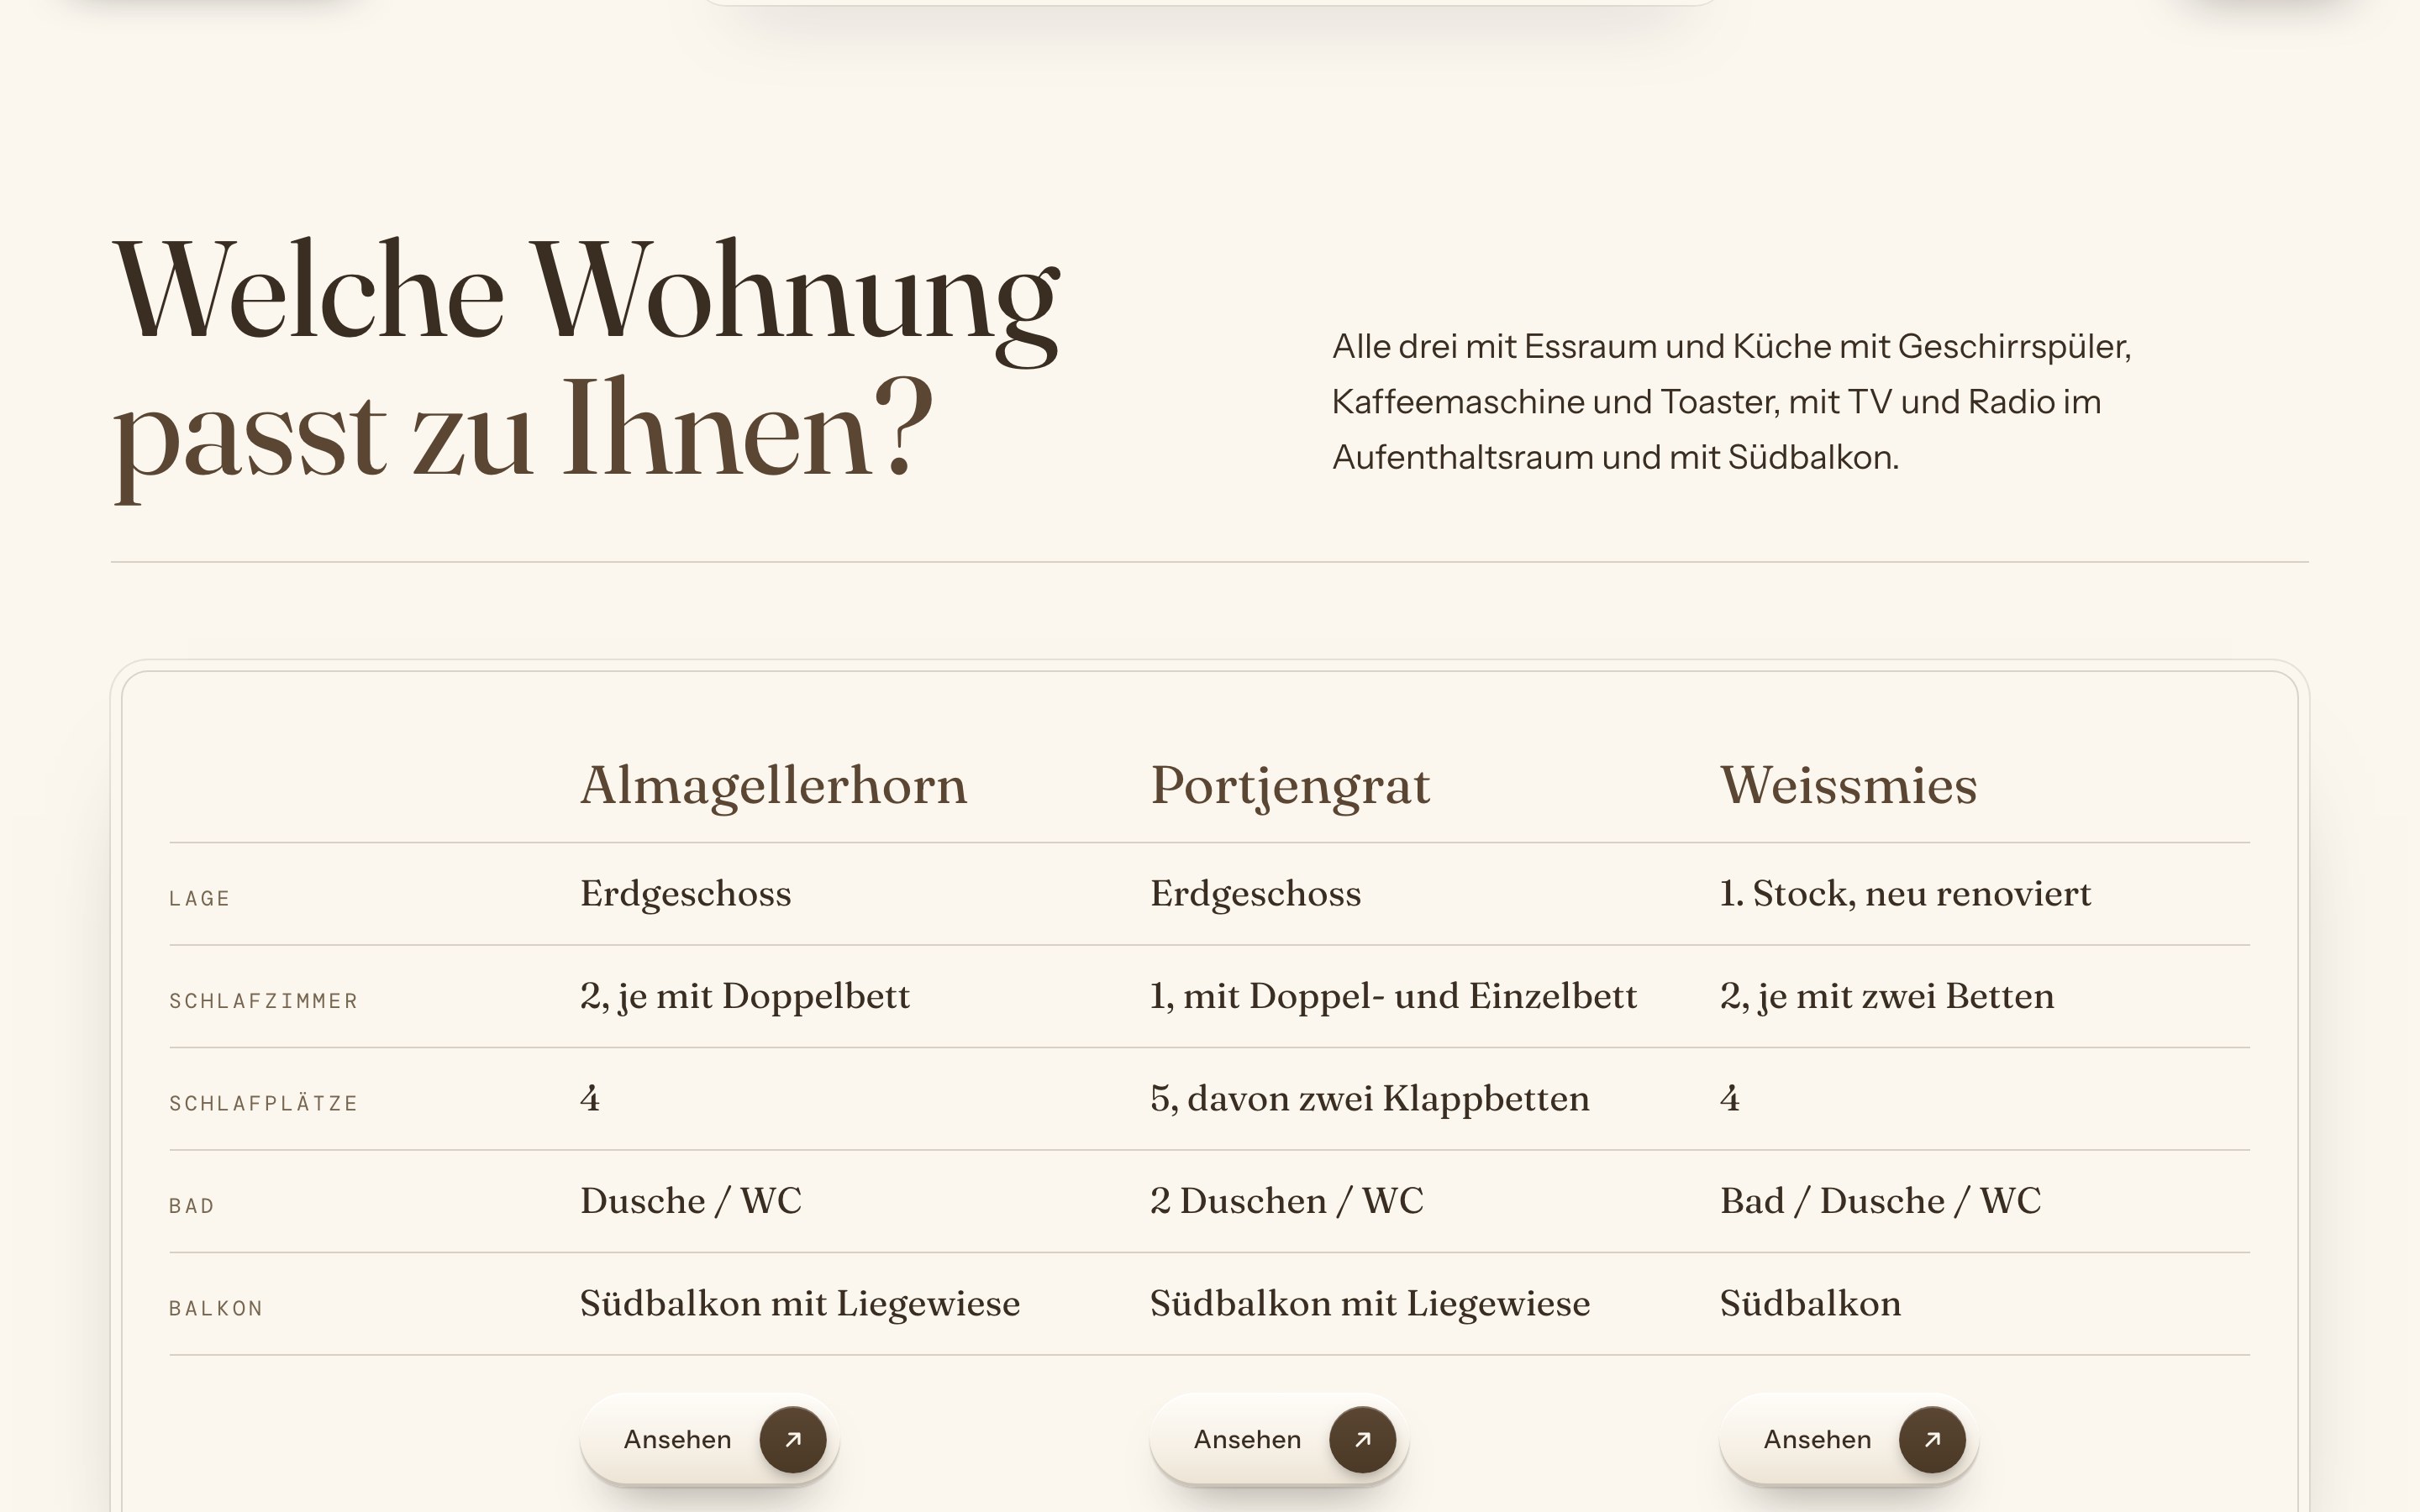 Welche Wohnung
passt zu Ihnen?
Alle drei mit Essraum und Küche mit Geschirrspüler,
Kaffeemaschine und Toaster, mit TV und Radio im
Aufenthaltsraum und mit Südbalkon.
Almagellerhorn Portjengrat Weissmies
LAGE Erdgeschoss Erdgeschoss 1. Stock, neu renoviert
SCHLAFZIMMER 2, je mit Doppelbett 1, mit Doppel- und Einzelbett 2, je mit zwei Betten
SCHLAFPLÄTZE 4 5, davon zwei Klappbetten 4
BAD Dusche / WC 2 Duschen / WC Bad / Dusche / WC
BALKON Südbalkon mit Liegewiese Südbalkon mit Liegewiese Südbalkon
Ansehen Ansehen Ansehen